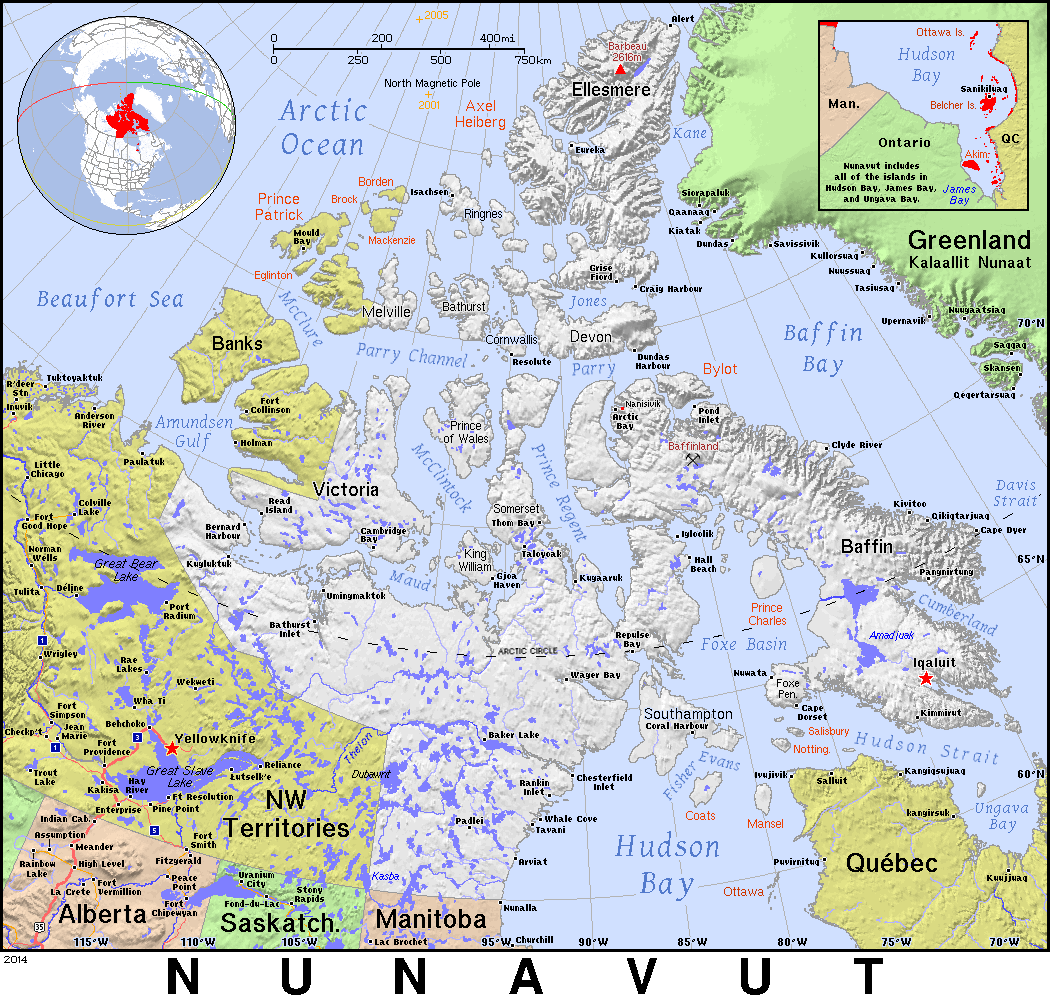 2005
Alert
0 200 400mi
0 250 500 750km
North Magnetic Pole
2001
Barbeau
2616m
Ellesmere
Axel
Heiberg
Arctic
Ocean
Kane
Eureka
Ottawa Is.
Hudson
Bay
Sanikiluaq
Belcher Is.
Man.
Ontario
QC
Akim.
Nunavut includes
all of the islands in
Hudson Bay, James Bay,
and Ungava Bay.
James
Bay
Borden
Brock
Isachsen
Ringnes
Prince
Patrick
Mould
Bay
Mackenzie
Eglinton
Siorapaluk
Qaanaaq
Kiatak
Dundas
Savissivik
Kullorsuaq
Nuussuaq
Tasiusaq
Upernavik
Nuugaatsiaq
Saqqaq
Skansen
Qeqertarsuaq
Greenland
Kalaallit Nunaat
70°N
Grise
Fiord
Craig Harbour
Jones
Beaufort Sea
McClure
Melville
Bathurst
Cornwallis
Resolute
Devon
Dundas
Harbour
Parry Channel
Parry
Baffin
Bay
Bylot
Banks
R'deer
Stn.
Tuktoyaktuk
Inuvik
Anderson
River
Fort
Collinson
Holman
Amundsen
Gulf
Paulatuk
Prince
of Wales
Nanisivik
Arctic
Bay
Pond
Inlet
Baffinland
Clyde River
Little
Chicago
Colville
Lake
Fort
Good Hope
Victoria
Read
Island
Bernard
Harbour
Cambridge
Bay
McClintock
Prince Regent
Somerset
Thom Bay
Davis
Strait
Kivitoo
Qikiqtarjuaq
Cape Dyer
Norman
Wells
Great Bear
Lake
Kugluktuk
King
William
Taloyoak
Igloolik
Hall
Beach
Baffin
65°N
Tulita
Déline
Port
Radium
Maud
Umingmaktok
Gjoa
Haven
Kugaaruk
Pangnirtung
Cumberland
Prince
Charles
Bathurst
Inlet
1
Wrigley
Rae
Lakes
Wekweti
ARCTIC CIRCLE
Repulse
Bay
Foxe Basin
Amadjuak
Iqaluit
Wager Bay
Nuwata
Foxe
Pen.
Cape
Dorset
Kimmirut
Fort
Simpson
Wha Ti
Jean
Marie
Behchoko
Checkp't
1
3
Yellowknife
Fort
Providence
Thelon
Dubawnt
Baker Lake
Southampton
Coral Harbour
Salisbury
Notting.
Hudson Strait
Trout
Lake
Kakisa
Hay
River
Great Slave
Lake
Łutselk'e
Reliance
Ft Resolution
Enterprise
Pine Point
Chesterfield
Inlet
Rankin
Inlet
Fisher
Evans
Ivujivik
Salluit
Kangiqsujuaq
60°N
Indian Cab.
5
NW
Territories
Padlei
Whale Cove
Tavani
Coats
Mansel
Ungava
Bay
kangirsuk
Assumption
Meander
Fort
Smith
Fitzgerald
Rainbow
Lake
High Level
Arviat
Hudson
Bay
Puvirnituq
Québec
Kuujjuaq
Peace
Point
La Crete
Fort
Vermillion
Uranium
City
Kasba
Ottawa
Fond-du-Lac
Stony
Rapids
Fort
Chipewyan
35
Alberta
Saskatch.
Manitoba
Nunalla
Lac Brochet
Churchill
115°W 110°W 105°W 95°W 90°W 85°W 80°W 75°W 70°W
2014
NUNAVUT